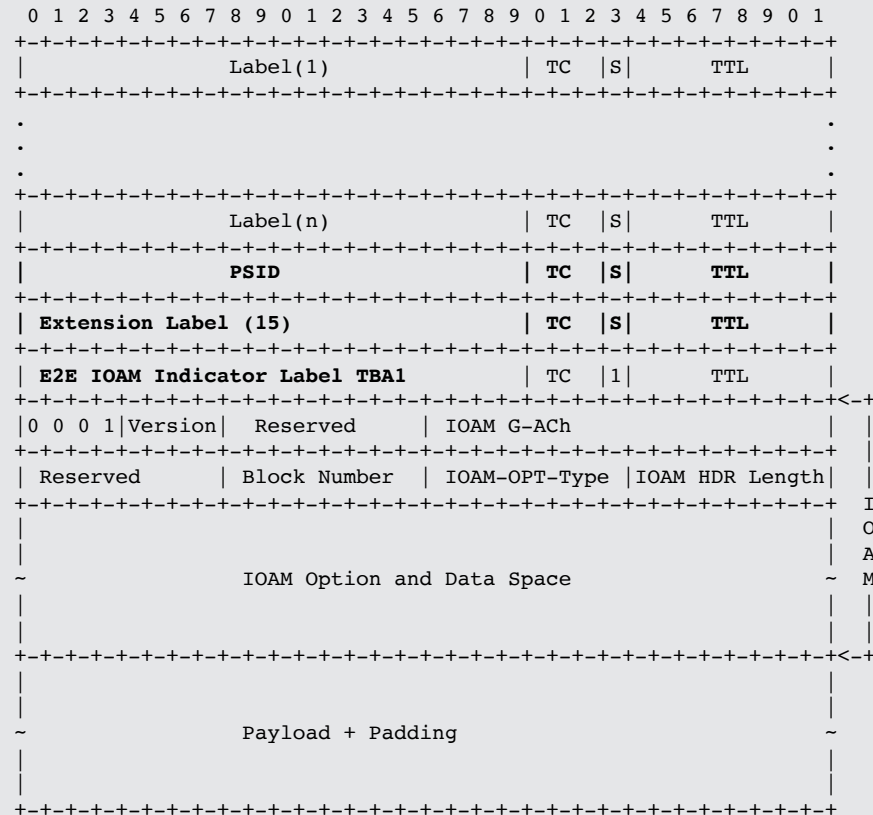 0 1 2 3 4 5 6 7 8 9 0 1 2 3 4 5 6 7 8 9 0 1 2 3 4 5 6 7 8 9 0 1
+-+-+-+-+-+-+-+-+-+-+-+-+-+-+-+-+-+-+-+-+-+-+-+-+-+-+-+-+-+-+-+-+
|                Label(1)               | TC  |S|      TTL      |
+-+-+-+-+-+-+-+-+-+-+-+-+-+-+-+-+-+-+-+-+-+-+-+-+-+-+-+-+-+-+-+-+
.                                                               .
.                                                               .
.                                                               .
+-+-+-+-+-+-+-+-+-+-+-+-+-+-+-+-+-+-+-+-+-+-+-+-+-+-+-+-+-+-+-+-+
|                Label(n)               | TC  |S|      TTL      |
+-+-+-+-+-+-+-+-+-+-+-+-+-+-+-+-+-+-+-+-+-+-+-+-+-+-+-+-+-+-+-+-+
|                PSID                   | TC  |S|      TTL      |
+-+-+-+-+-+-+-+-+-+-+-+-+-+-+-+-+-+-+-+-+-+-+-+-+-+-+-+-+-+-+-+-+
| Extension Label (15)                  | TC  |S|      TTL      |
+-+-+-+-+-+-+-+-+-+-+-+-+-+-+-+-+-+-+-+-+-+-+-+-+-+-+-+-+-+-+-+-+
| E2E IOAM Indicator Label TBA1         | TC  |1|      TTL      |
+-+-+-+-+-+-+-+-+-+-+-+-+-+-+-+-+-+-+-+-+-+-+-+-+-+-+-+-+-+-+-+-+<-+
|0 0 0 1|Version|  Reserved     | IOAM G-ACh                    |  |
+-+-+-+-+-+-+-+-+-+-+-+-+-+-+-+-+-+-+-+-+-+-+-+-+-+-+-+-+-+-+-+-+  |
| Reserved      | Block Number  | IOAM-OPT-Type |IOAM HDR Length|  |
+-+-+-+-+-+-+-+-+-+-+-+-+-+-+-+-+-+-+-+-+-+-+-+-+-+-+-+-+-+-+-+-+  I
|                                                               |  O
|                                                               |  A
~                 IOAM Option and Data Space                    ~  M
|                                                               |  |
|                                                               |  |
+-+-+-+-+-+-+-+-+-+-+-+-+-+-+-+-+-+-+-+-+-+-+-+-+-+-+-+-+-+-+-+-+<-+
|                                                               |
|                                                               |
~                 Payload + Padding                             ~
|                                                               |
|                                                               |
+-+-+-+-+-+-+-+-+-+-+-+-+-+-+-+-+-+-+-+-+-+-+-+-+-+-+-+-+-+-+-+-+